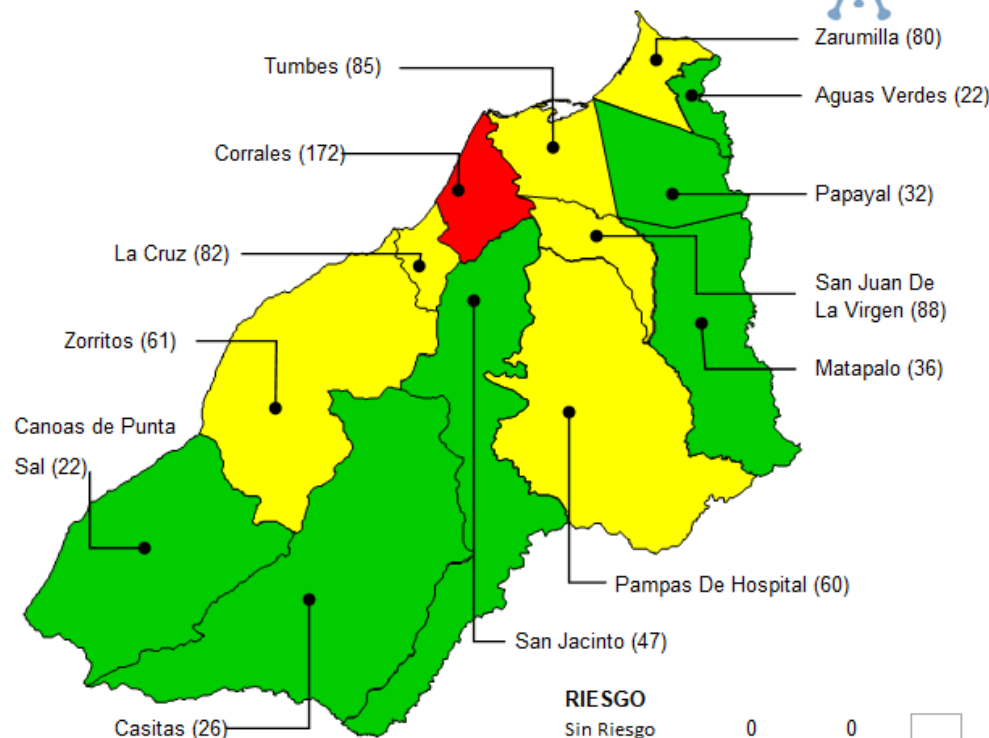 Zarumilla (80)
Tumbes (85)
Aguas Verdes (22)
Corrales (172)
Papayal (32)
La Cruz (82)
San Juan De
La Virgen (88)
Zorritos (61)
Matapalo (36)
Canoas de Punta
Sal (22)
Pampas De Hospital (60)
San Jacinto (47)
Casitas (26)
RIESGO
Sin Riesgo 0 0